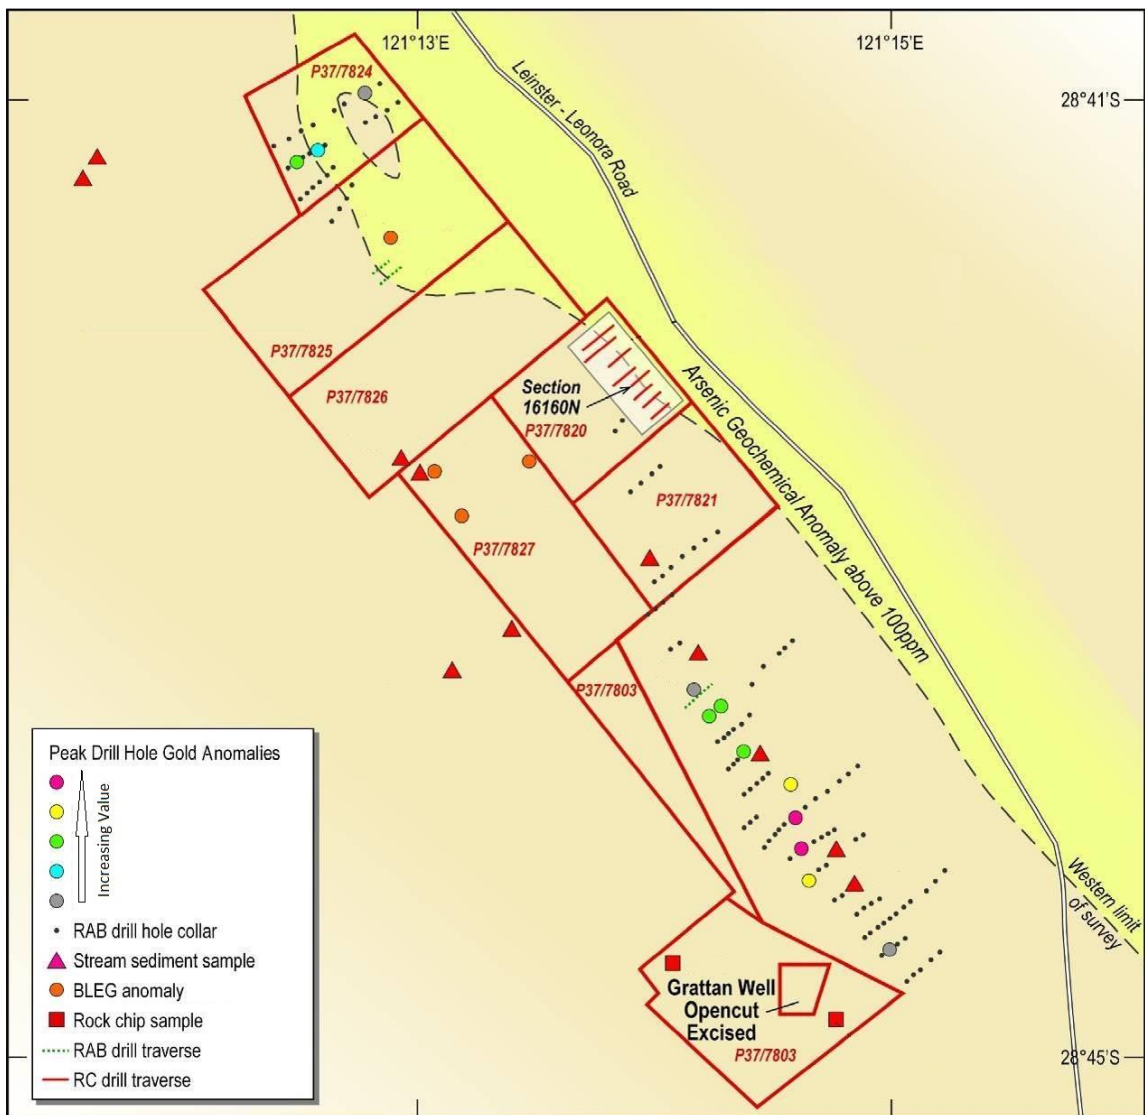 121°13'E
121°15'E
28°41'S
P37/7824
Leinster - Leonora Road
P37/7825
P37/7826
Section
16160N
P37/7820
Arsenic Geochemical Anomaly above 100ppm
P37/7821
P37/7827
P37/7803
Western limit
of survey
Grattan Well
Opencut
Excised
P37/7803
28°45'S
Peak Drill Hole Gold Anomalies
Increasing Value
RAB drill hole collar
Stream sediment sample
BLEG anomaly
Rock chip sample
RAB drill traverse
RC drill traverse